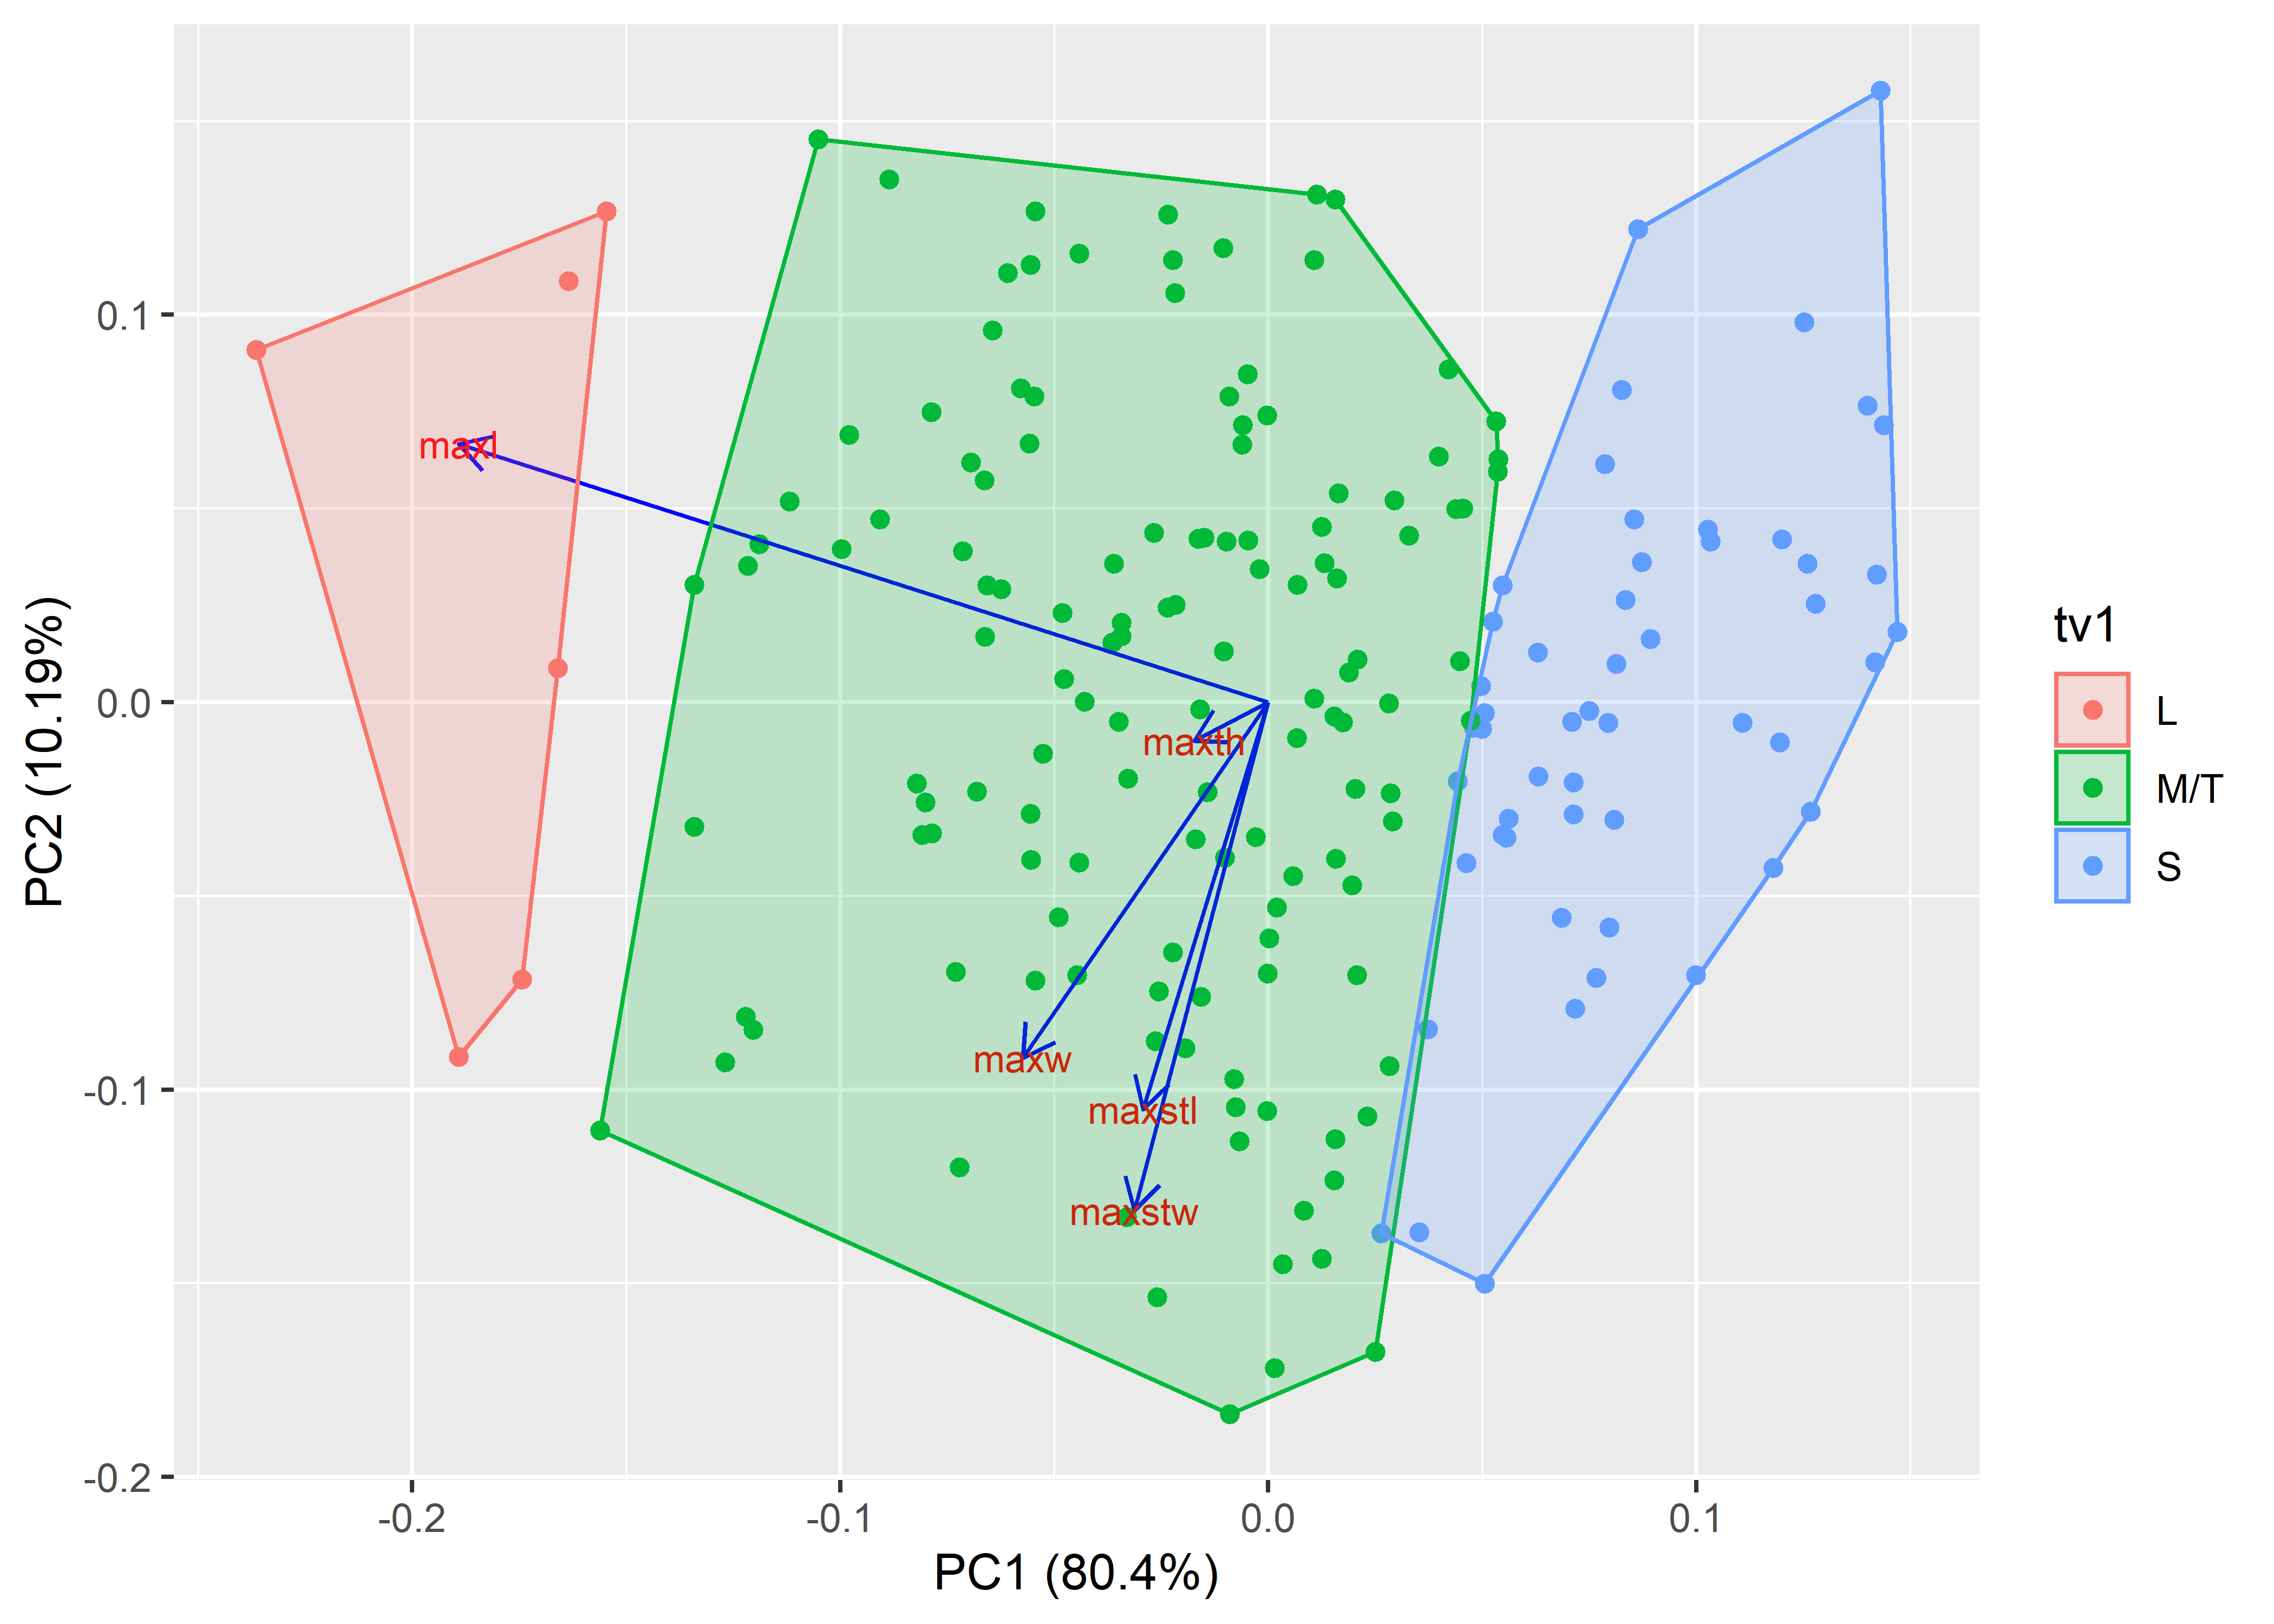 PC2 (10.19%)
0.1
0.0
-0.1
-0.2
maxl
maxth
maxw
maxstl
maxstw
-0.2
-0.1
0.0
0.1
PC1 (80.4%)
tv1
L
M/T
S